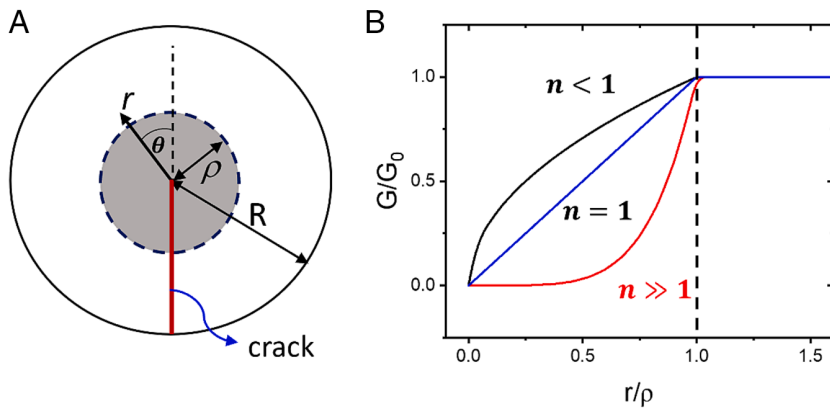 A
r
θ
ρ
R
crack
B
G/G₀
1.0
0.5
0.0
n < 1
n = 1
n ≫ 1
0.0 0.5 1.0 1.5
r/ρ